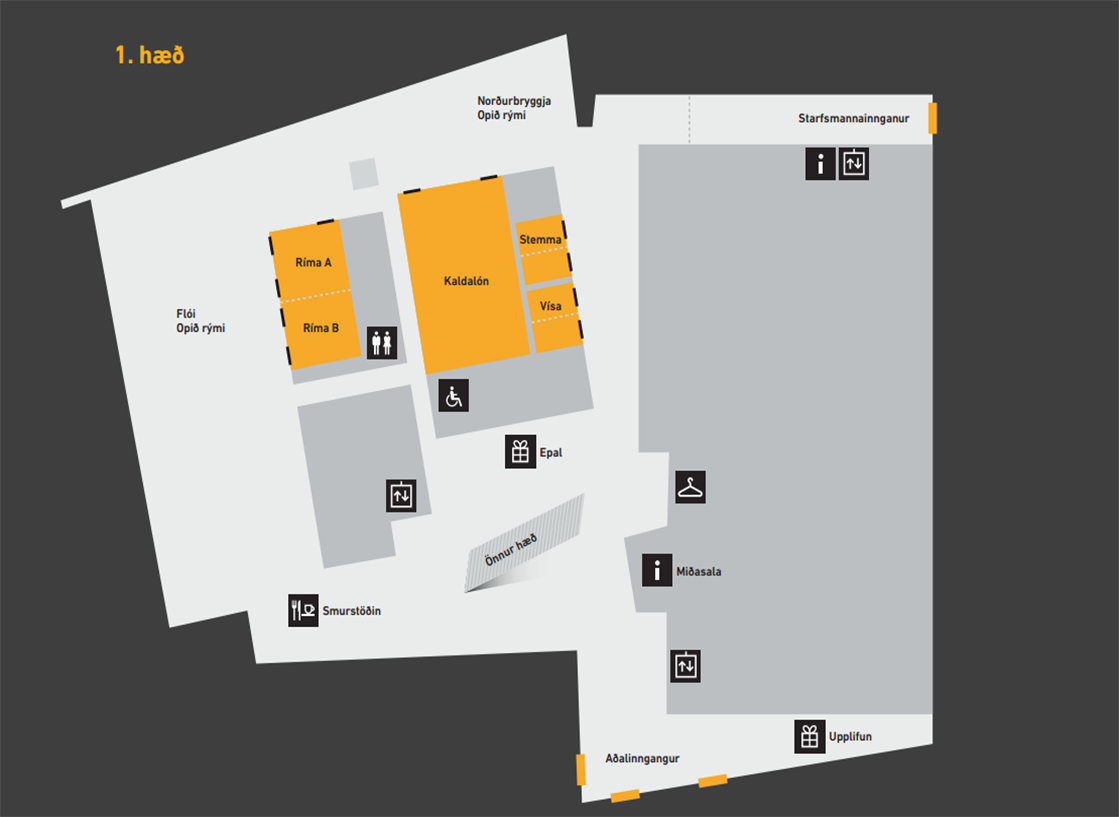 1. hæð
Norðurbryggja
Opið rými
Starfsmannainnganur
Stemma
Ríma A
Kaldalón
Vísa
Flói
Opið rými
Ríma B
Epal
Önnur hæð
Miðasala
Smurstöðin
Upplifun
Aðalinngangur